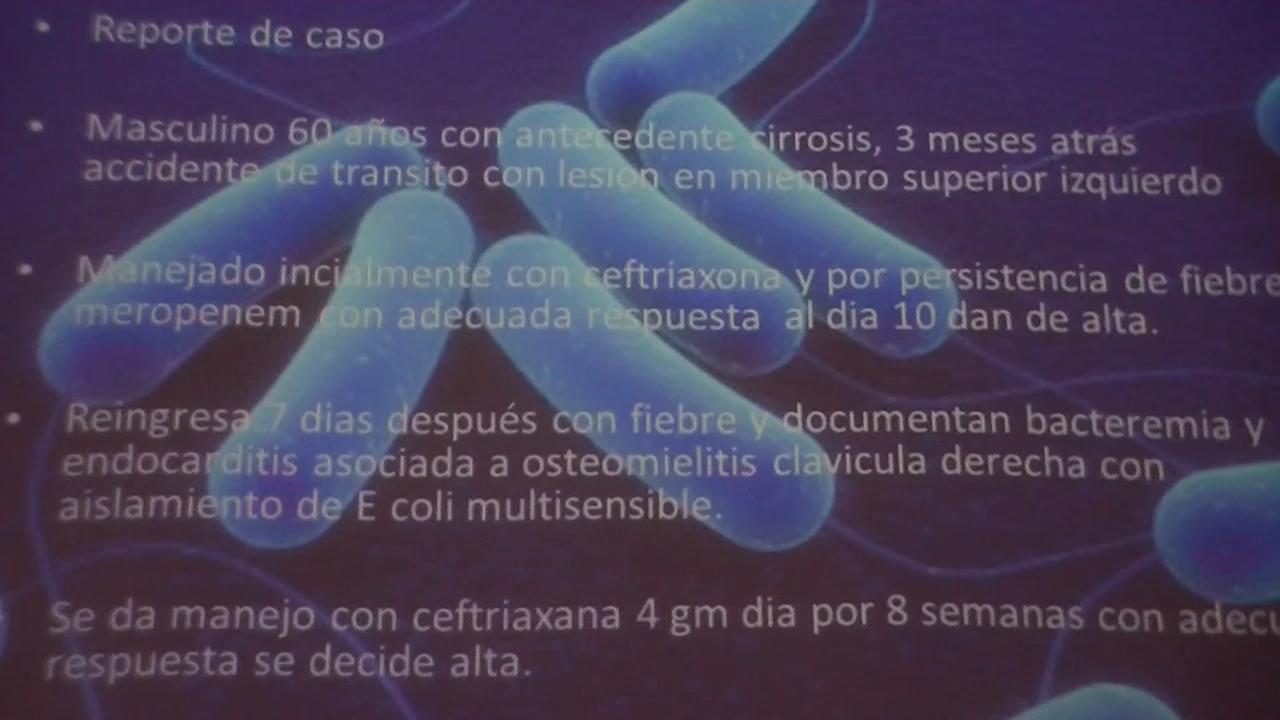 Reporte de caso
Masculino 60 años con antecedente cirrosis, 3 meses atrás
accidente de transito con lesion en miembro superior izquierdo
Manejado incialmente con ceftriaxona y por persistencia de fiebre
meropenem con adecuada respuesta al dia 10 dan de alta.
Reingresa 7 dias después con fiebre y documentan bacteremia y
endocarditis asociada a osteomielitis clavicula derecha con
aislamiento de E coli multisensible.
Se da manejo con ceftriaxana 4 gm dia por 8 semanas con adecu
respuesta se decide alta.